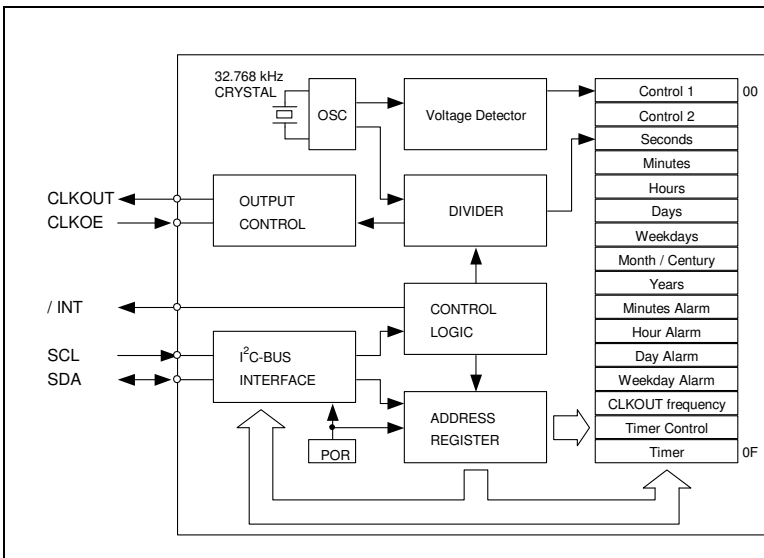 32.768 kHz
CRYSTAL
OSC
Voltage Detector
Control 1
00
Control 2
Seconds
Minutes
Hours
Days
Weekdays
Month / Century
Years
Minutes Alarm
Hour Alarm
Day Alarm
Weekday Alarm
CLKOUT frequency
Timer Control
Timer
0F
CLKOUT
CLKOE
OUTPUT
CONTROL
DIVIDER
/ INT
CONTROL
LOGIC
SCL
SDA
I²C-BUS
INTERFACE
ADDRESS
REGISTER
POR